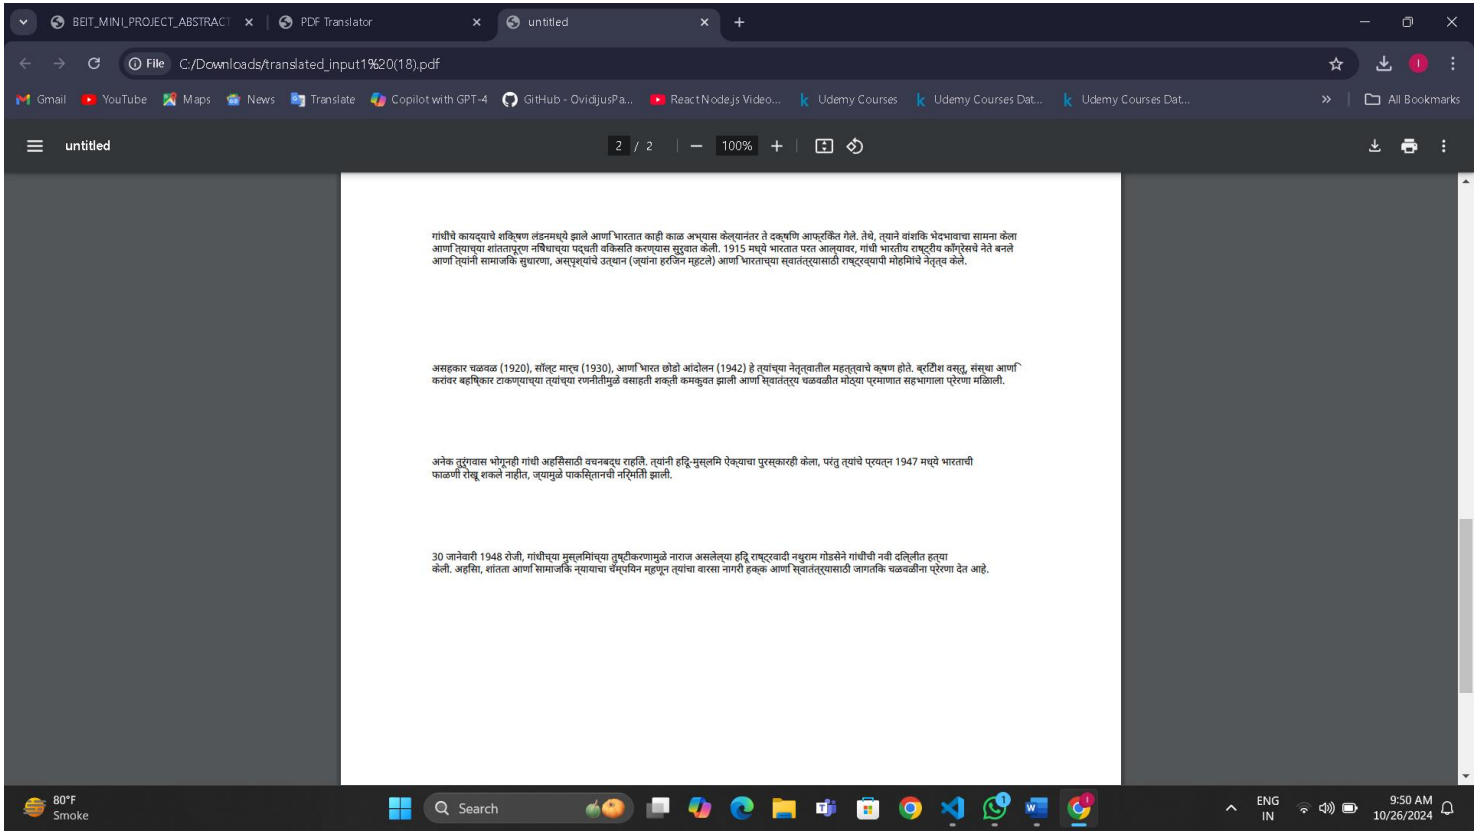 BEIT_MINI_PROJECT_ABSTRACT
PDF Translator
untitled
File C:/Downloads/translated_input1%20(18).pdf
Gmail YouTube Maps News Translate Copilot with GPT-4 GitHub - OvidijusPa... React Node.js Video... Udemy Courses Udemy Courses Dat... Udemy Courses Dat... » All Bookmarks
untitled 2 / 2 100%
गांधीचे कायद्याचे शिक्षण लंडनमध्ये झाले आणि भारतात काही काळ अभ्यास केल्यानंतर ते दक्षिण आफ्रिकेत गेले. तेथे, त्याने वांशिक भेदभावाचा सामना केला
आणि त्याच्या शांततापूर्ण निषेधाच्या पद्धती विकसित करण्यास सुरुवात केली. 1915 मध्ये भारतात परत आल्यावर, गांधी भारतीय राष्ट्रीय काँग्रेसचे नेते बनले
आणि त्यांनी सामाजिक सुधारणा, अस्पृश्यांचे उत्थान (ज्यांना हरिजन म्हटले) आणि भारताच्या स्वातंत्र्यासाठी राष्ट्रव्यापी मोहिमांचे नेतृत्व केले.
असहकार चळवळ (1920), सॉल्ट मार्च (1930), आणि भारत छोडो आंदोलन (1942) हे त्यांच्या नेतृत्वातील महत्त्वाचे क्षण होते. ब्रिटीश वस्तू, संस्था आणि
करांवर बहिष्कार टाकण्याच्या त्यांच्या रणनीतीमुळे वसाहती शक्ती कमकुवत झाली आणि स्वातंत्र्य चळवळीत मोठ्या प्रमाणात सहभागाला प्रेरणा मिळाली.
अनेक तुरुंगवास भोगूनही गांधी अहिंसेसाठी वचनबद्ध राहिले. त्यांनी हिंदू-मुस्लिम ऐक्याचा पुरस्कारही केला, परंतु त्यांचे प्रयत्न 1947 मध्ये भारताची
फाळणी रोखू शकले नाहीत, ज्यामुळे पाकिस्तानची निर्मिती झाली.
30 जानेवारी 1948 रोजी, गांधीच्या मुस्लिमांच्या तुष्टीकरणामुळे नाराज असलेल्या हिंदू राष्ट्रवादी नथुराम गोडसेने गांधीची नवी दिल्लीत हत्या
केली. अहिंसा, शांतता आणि सामाजिक न्यायाचा चॅम्पियन म्हणून त्यांचा वारसा नागरी हक्क आणि स्वातंत्र्यासाठी जागतिक चळवळींना प्रेरणा देत आहे.
80°F
Smoke
Search
ENG
IN
9:50 AM
10/26/2024